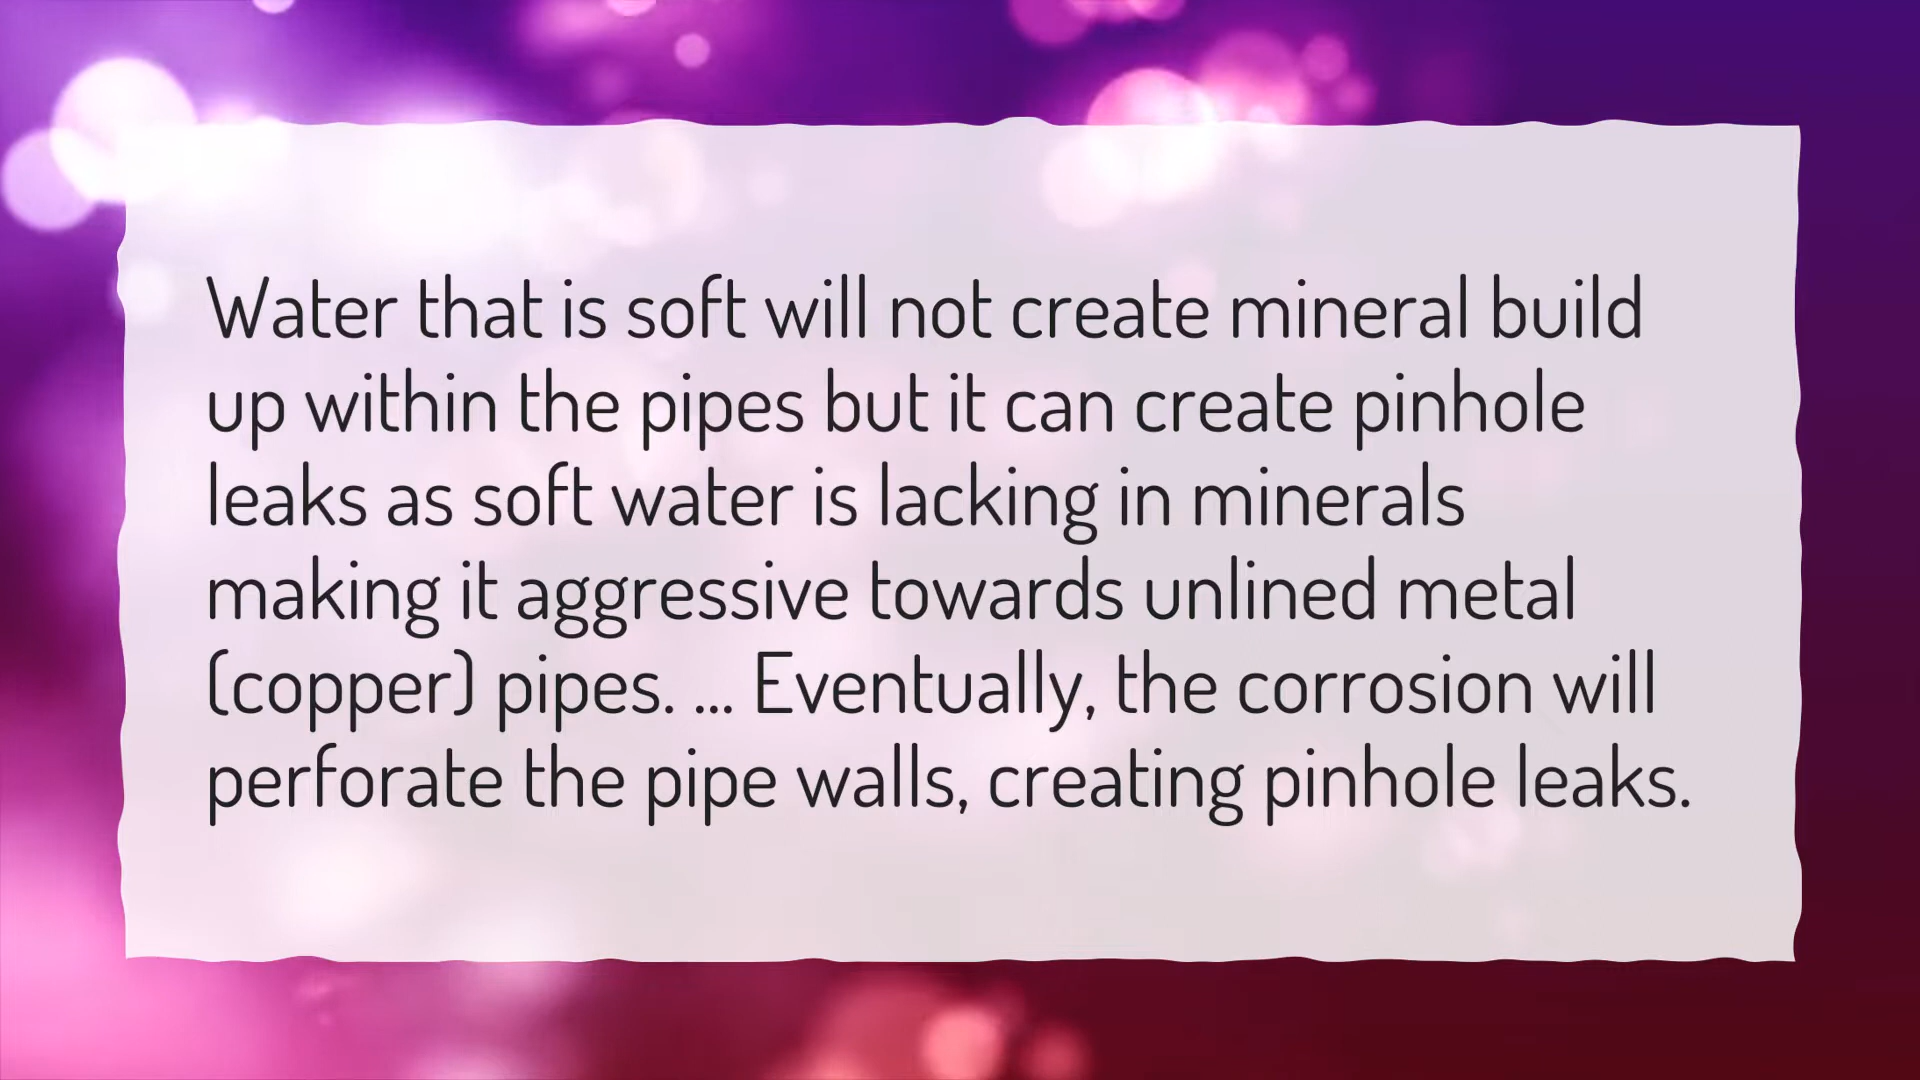 Water that is soft will not create mineral build
up within the pipes but it can create pinhole
leaks as soft water is lacking in minerals
making it aggressive towards unlined metal
(copper) pipes. ... Eventually, the corrosion will
perforate the pipe walls, creating pinhole leaks.